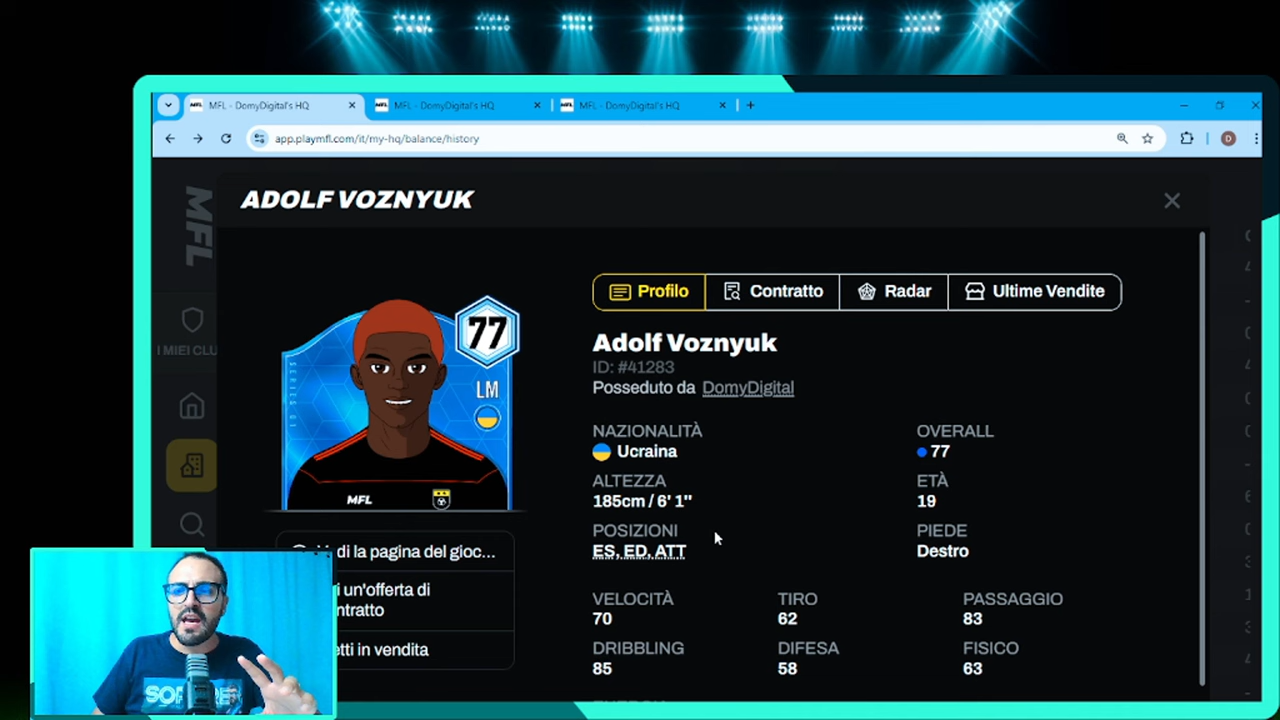 MFL - DomyDigital's HQ
MFL - DomyDigital's HQ
MFL - DomyDigital's HQ
app.playmfl.com/it/my-hq/balance/history
D
MFL
I MIEI CLU
ADOLF VOZNYUK
77
LM
SERIES 01
MFL
Profilo
Contratto
Radar
Ultime Vendite
Adolf Voznyuk
ID: #41283
Posseduto da DomyDigital
NAZIONALITÀ
Ucraina
OVERALL
77
ALTEZZA
185cm / 6' 1"
ETÀ
19
POSIZIONI
ES, ED, ATT
PIEDE
Destro
VELOCITÀ
70
TIRO
62
PASSAGGIO
83
DRIBBLING
85
DIFESA
58
FISICO
63
di la pagina del gioc...
un'offerta di
ntratto
etti in vendita